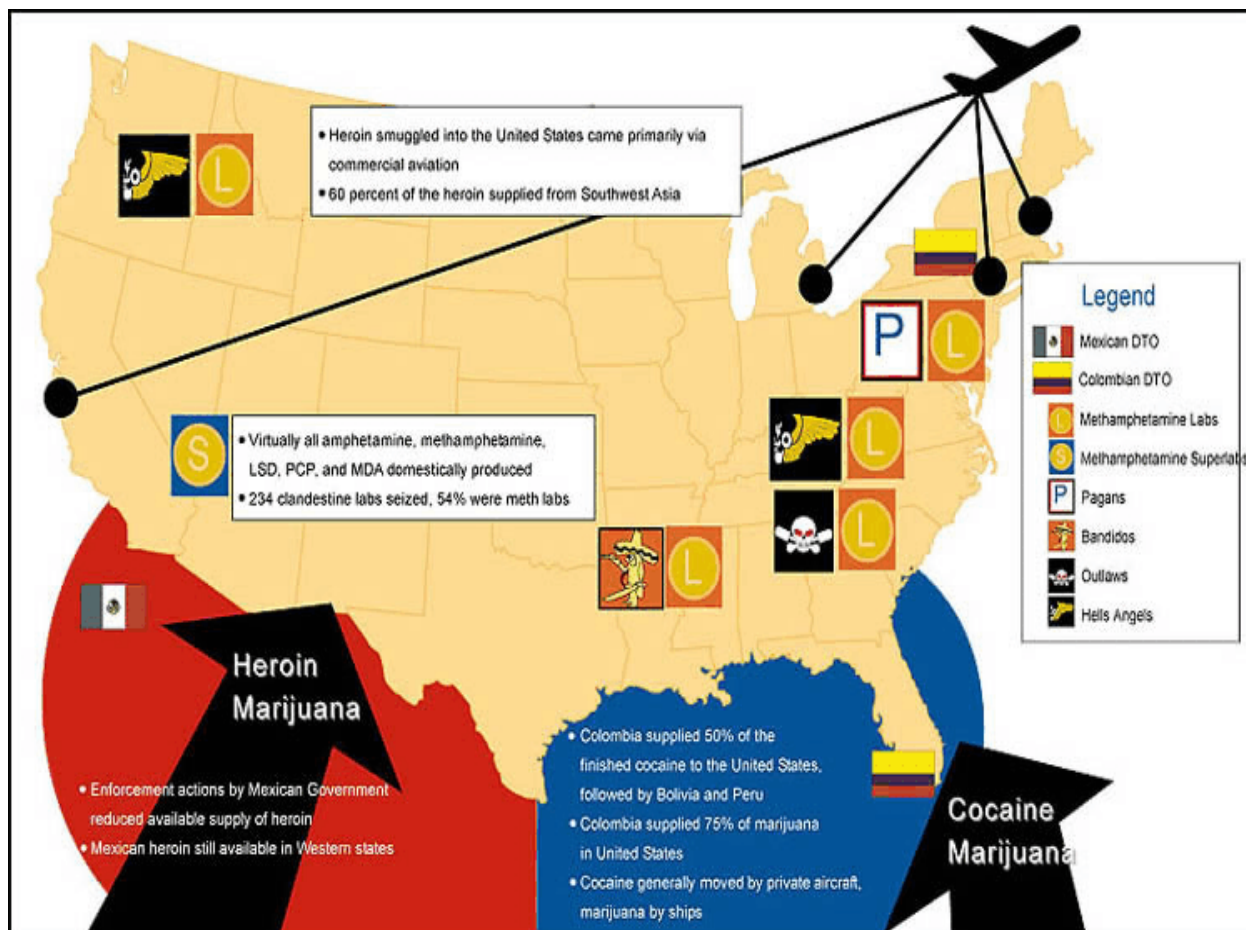 • Heroin smuggled into the United States came primarily via
commercial aviation
• 60 percent of the heroin supplied from Southwest Asia
L
Legend
Mexican DTO
Colombian DTO
L Methamphetamine Labs
S Methamphetamine Superlabs
P Pagans
Bandidos
Outlaws
Hells Angels
P
L
S
• Virtually all amphetamine, methamphetamine,
LSD, PCP, and MDA domestically produced
• 234 clandestine labs seized, 54% were meth labs
L
L
L
Heroin
Marijuana
• Enforcement actions by Mexican Government
reduced available supply of heroin
• Mexican heroin still available in Western states
• Colombia supplied 50% of the
finished cocaine to the United States,
followed by Bolivia and Peru
• Colombia supplied 75% of marijuana
in United States
• Cocaine generally moved by private aircraft,
marijuana by ships
Cocaine
Marijuana